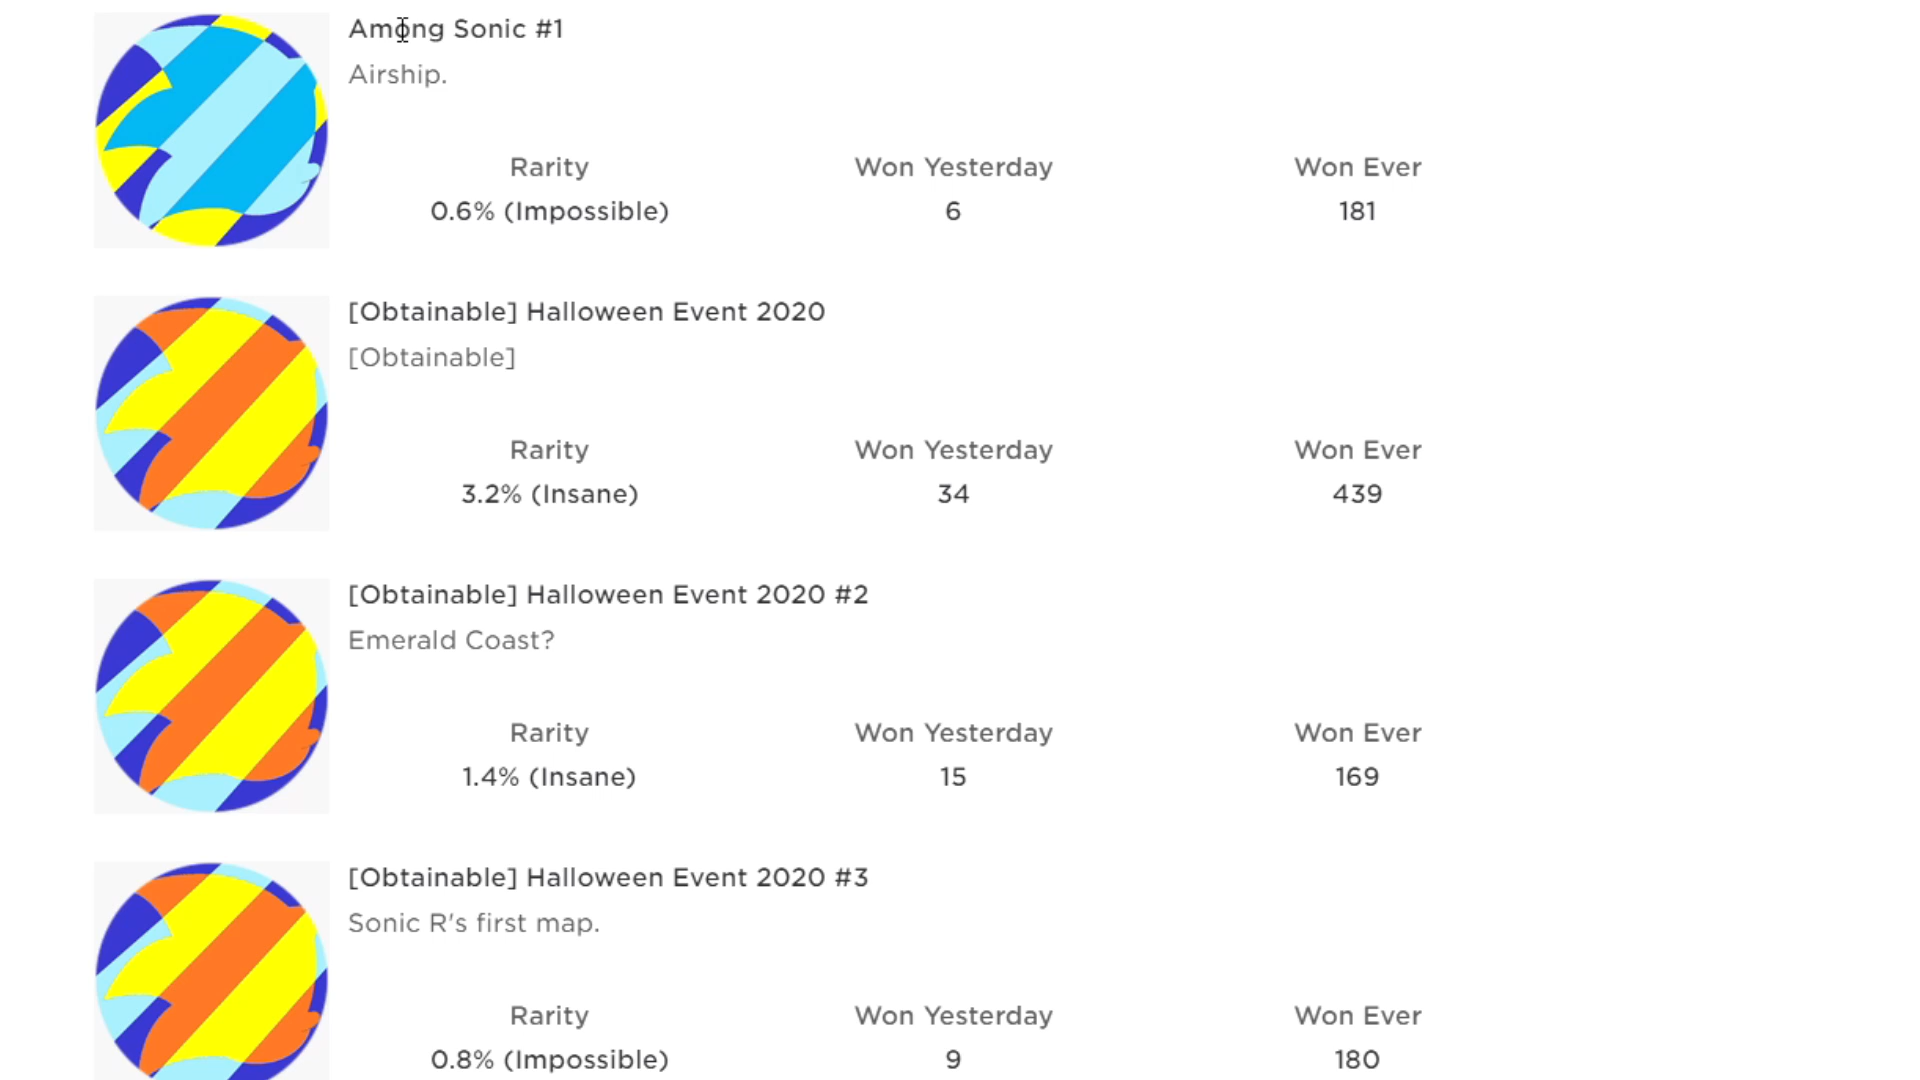 Among Sonic #1
Airship.
Rarity Won Yesterday Won Ever
0.6% (Impossible) 6 181
[Obtainable] Halloween Event 2020
[Obtainable]
Rarity Won Yesterday Won Ever
3.2% (Insane) 34 439
[Obtainable] Halloween Event 2020 #2
Emerald Coast?
Rarity Won Yesterday Won Ever
1.4% (Insane) 15 169
[Obtainable] Halloween Event 2020 #3
Sonic R's first map.
Rarity Won Yesterday Won Ever
0.8% (Impossible) 9 180